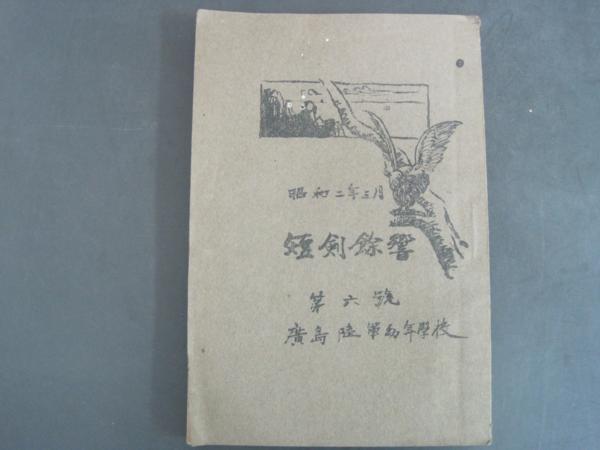 昭和二年三月
短剣餘響
第六號
廣島陸軍幼年學校